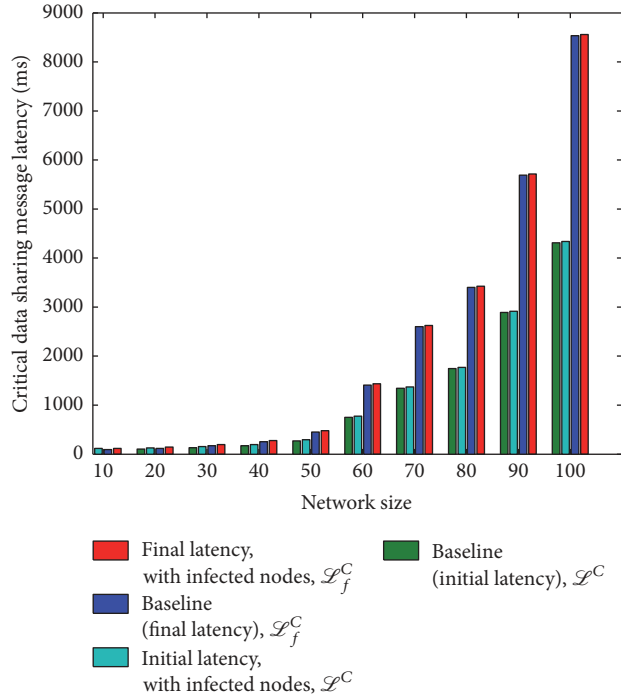 9000
8000
7000
6000
5000
4000
3000
2000
1000
0
Critical data sharing message latency (ms)
10 20 30 40 50 60 70 80 90 100
Network size
Final latency,
with infected nodes, ℒ_f^C
Baseline
(final latency), ℒ_f^C
Initial latency,
with infected nodes, ℒ^C
Baseline
(initial latency), ℒ^C